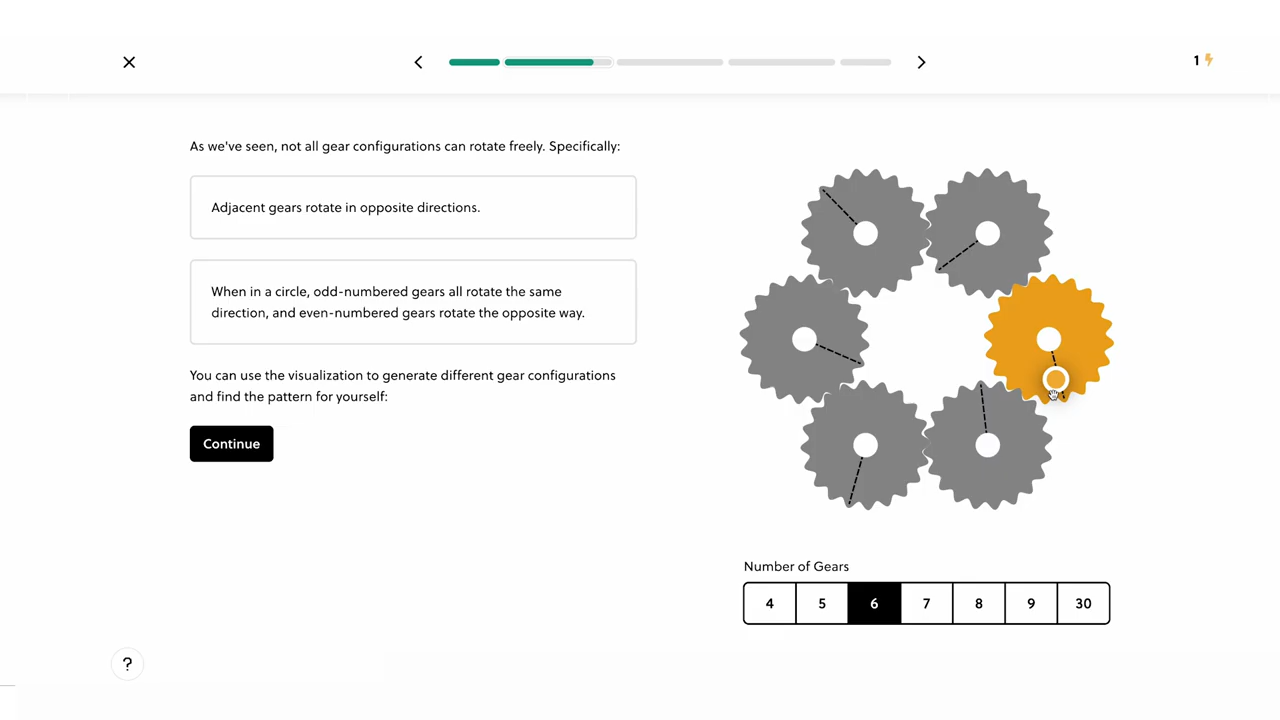 1
As we've seen, not all gear configurations can rotate freely. Specifically:
Adjacent gears rotate in opposite directions.
When in a circle, odd-numbered gears all rotate the same
direction, and even-numbered gears rotate the opposite way.
You can use the visualization to generate different gear configurations
and find the pattern for yourself:
Continue
Number of Gears
4 5 6 7 8 9 30
?